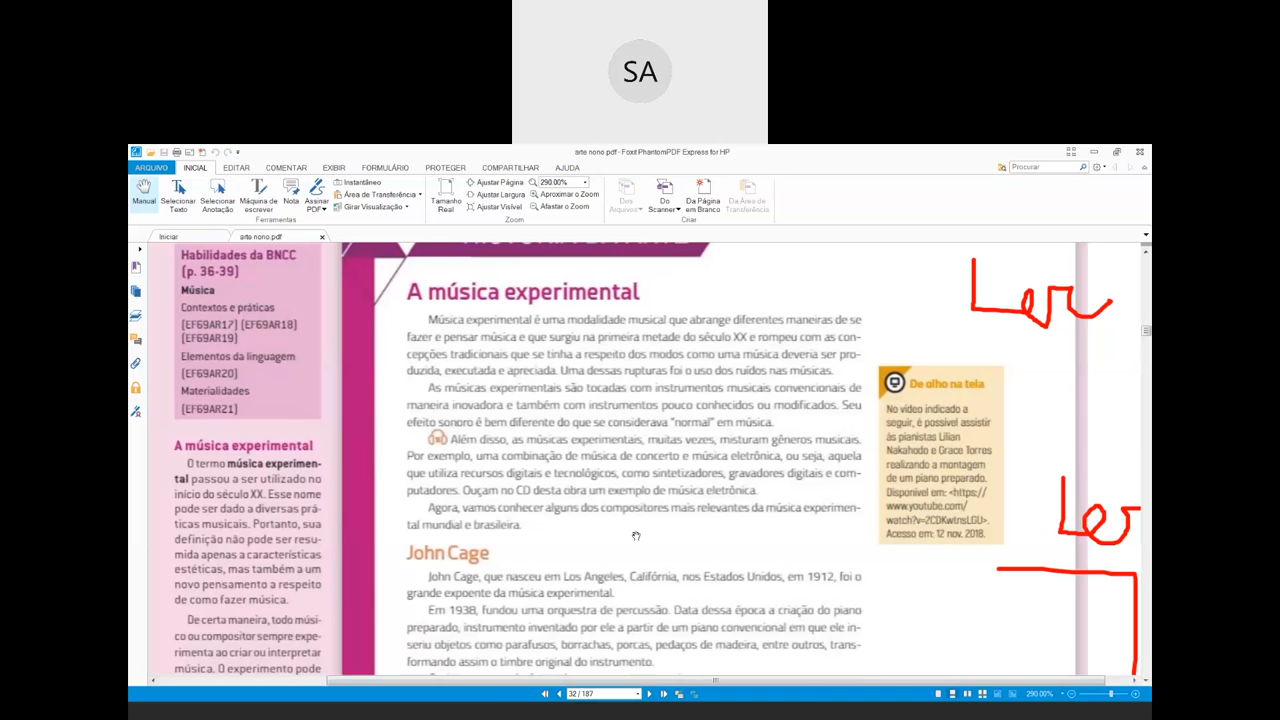 SA
arte nono.pdf - Foxit PhantomPDF Express for HP
ARQUIVO INICIAL EDITAR COMENTAR EXIBIR FORMULÁRIO PROTEGER COMPARTILHAR AJUDA
Procurar
Manual
Selecionar Texto
Selecionar Anotação
Máquina de escrever
Nota
Assinar PDF
Instantâneo
Área de Transferência
Girar Visualização
Ferramentas
Tamanho Real
Ajustar Página
Ajustar Largura
Ajustar Visível
290.00%
Aproximar o Zoom
Afastar o Zoom
Zoom
Dos Arquivos
Do Scanner
Da Página em Branco
Da Área de Transferência
Criar
Iniciar
arte nono.pdf
Habilidades da BNCC
(p. 36-39)
Música
Contextos e práticas
(EF69AR17) (EF69AR18)
(EF69AR19)
Elementos da linguagem
(EF69AR20)
Materialidades
(EF69AR21)
A música experimental
O termo música experimen-
tal passou a ser utilizado no
início do século XX. Esse nome
pode ser dado a diversas prá-
ticas musicais. Portanto, sua
definição não pode ser resu-
mida apenas a características
estéticas, mas também a um
novo pensamento a respeito
de como fazer música.
De certa maneira, todo músi-
co ou compositor sempre expe-
rimenta ao criar ou interpretar
música. O experimento pode
A música experimental
Música experimental é uma modalidade musical que abrange diferentes maneiras de se
fazer e pensar música e que surgiu na primeira metade do século XX e rompeu com as con-
cepções tradicionais que se tinha a respeito dos modos como uma música deveria ser pro-
duzida, executada e apreciada. Uma dessas rupturas foi o uso dos ruídos nas músicas.
As músicas experimentais são tocadas com instrumentos musicais convencionais de
maneira inovadora e também com instrumentos pouco conhecidos ou modificados. Seu
efeito sonoro é bem diferente do que se considerava "normal" em música.
Além disso, as músicas experimentais, muitas vezes, misturam gêneros musicais.
Por exemplo, uma combinação de música de concerto e música eletrônica, ou seja, aquela
que utiliza recursos digitais e tecnológicos, como sintetizadores, gravadores digitais e com-
putadores. Ouçam no CD desta obra um exemplo de música eletrônica.
Agora, vamos conhecer alguns dos compositores mais relevantes da música experimen-
tal mundial e brasileira.
John Cage
John Cage, que nasceu em Los Angeles, Califórnia, nos Estados Unidos, em 1912, foi o
grande expoente da música experimental.
Em 1938, fundou uma orquestra de percussão. Data dessa época a criação do piano
preparado, instrumento inventado por ele a partir de um piano convencional em que ele in-
seriu objetos como parafusos, borrachas, porcas, pedaços de madeira, entre outros, trans-
formando assim o timbre original do instrumento.
Ler
De olho na tela
No vídeo indicado a
seguir, é possível assistir
às pianistas Lilian
Nakahodo e Grace Torres
realizando a montagem
de um piano preparado.
Disponível em: <https://
www.youtube.com/
watch?v=2CDKwtnsLGU>.
Acesso em: 12 nov. 2018.
Ler
32 / 187
290.00%